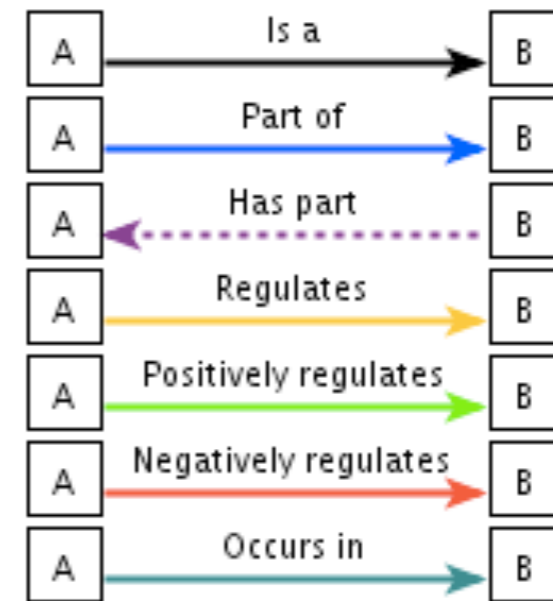 Is a
A B
Part of
A B
Has part
A B
Regulates
A B
Positively regulates
A B
Negatively regulates
A B
Occurs in
A B